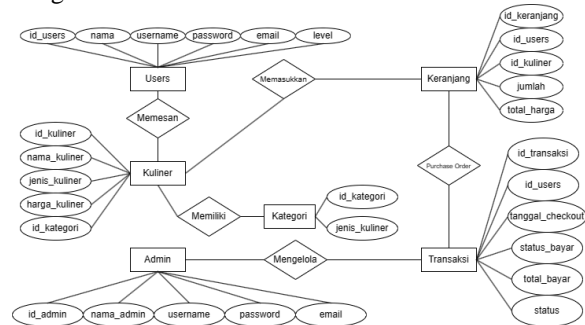 id_users
nama
username
password
email
level
id_keranjang
id_users
id_kuliner
jumlah
total_harga
Users
Memasukkan
Keranjang
Memesan
id_kuliner
nama_kuliner
jenis_kuliner
harga_kuliner
id_kategori
Kuliner
Purchase Order
Memiliki
Kategori
id_kategori
jenis_kuliner
id_transaksi
id_users
tanggal_checkout
status_bayar
total_bayar
status
Admin
Mengelola
Transaksi
id_admin
nama_admin
username
password
email